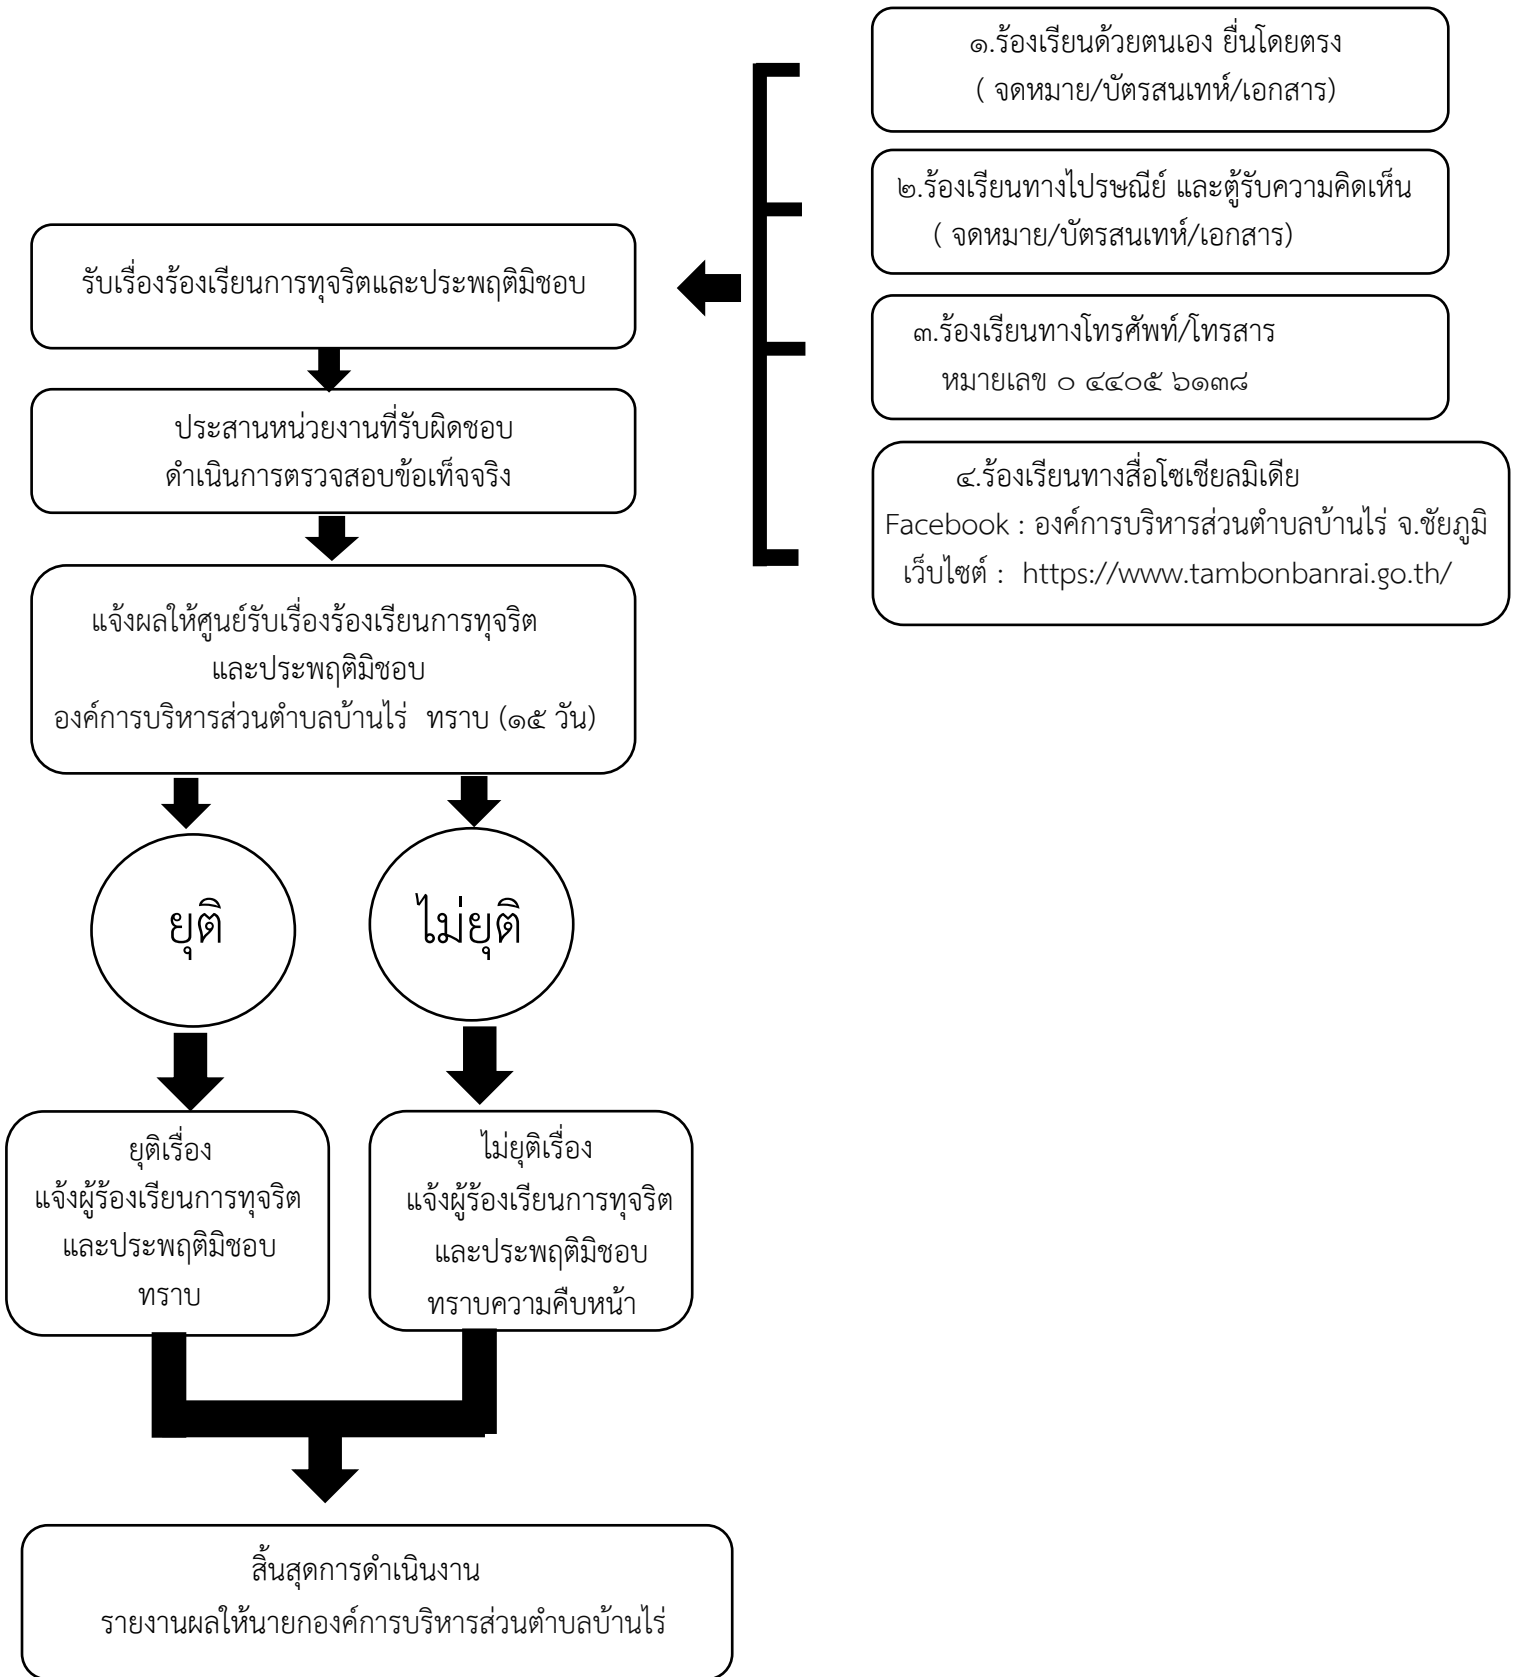 ๑.ร้องเรียนด้วยตนเอง ยื่นโดยตรง
( จดหมาย/บัตรสนเทห์/เอกสาร)
๒.ร้องเรียนทางไปรษณีย์ และตู้รับความคิดเห็น
( จดหมาย/บัตรสนเทห์/เอกสาร)
๓.ร้องเรียนทางโทรศัพท์/โทรสาร
หมายเลข ๐ ๔๔๐๕ ๖๑๓๘
๔.ร้องเรียนทางสื่อโซเชียลมิเดีย
Facebook : องค์การบริหารส่วนตำบลบ้านไร่ จ.ชัยภูมิ
เว็บไซต์ : https://www.tambonbanrai.go.th/
รับเรื่องร้องเรียนการทุจริตและประพฤติมิชอบ
ประสานหน่วยงานที่รับผิดชอบ
ดำเนินการตรวจสอบข้อเท็จจริง
แจ้งผลให้ศูนย์รับเรื่องร้องเรียนการทุจริต
และประพฤติมิชอบ
องค์การบริหารส่วนตำบลบ้านไร่ ทราบ (๑๕ วัน)
ยุติ
ไม่ยุติ
ยุติเรื่อง
แจ้งผู้ร้องเรียนการทุจริต
และประพฤติมิชอบ
ทราบ
ไม่ยุติเรื่อง
แจ้งผู้ร้องเรียนการทุจริต
และประพฤติมิชอบ
ทราบความคืบหน้า
สิ้นสุดการดำเนินงาน
รายงานผลให้นายกองค์การบริหารส่วนตำบลบ้านไร่